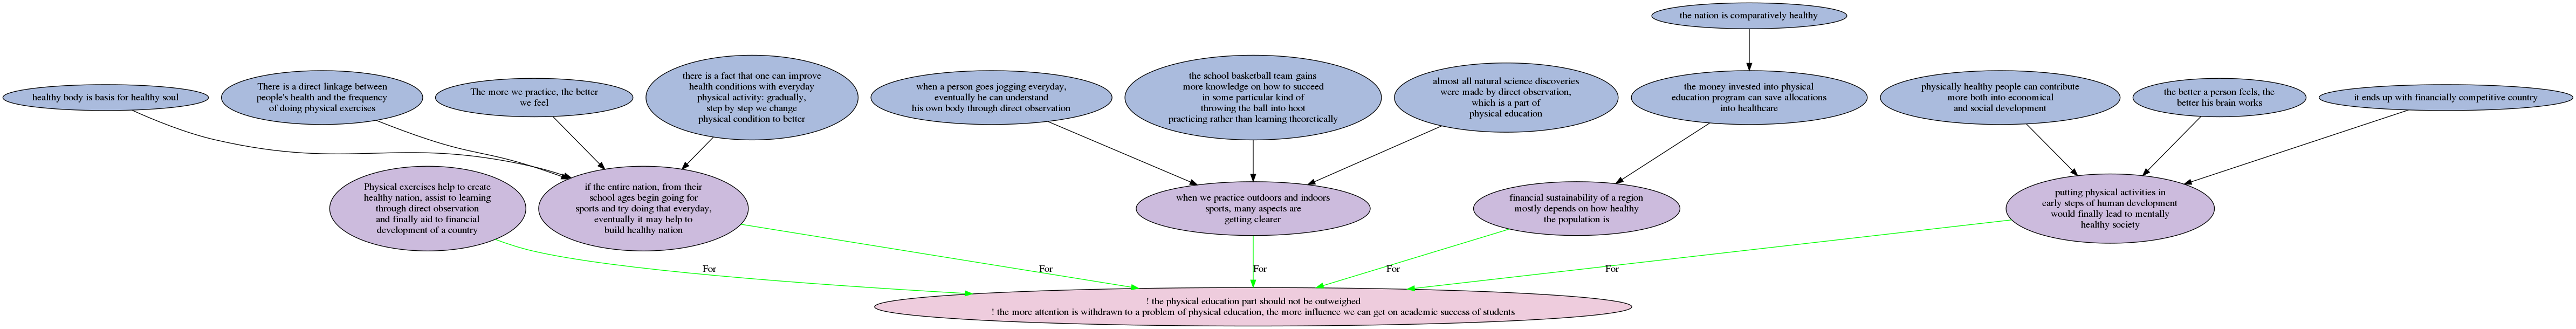 the nation is comparatively healthy
healthy body is basis for healthy soul
There is a direct linkage between
people's health and the frequency
of doing physical exercises
The more we practice, the better
we feel
there is a fact that one can improve
health conditions with everyday
physical activity: gradually,
step by step we change
physical condition to better
when a person goes jogging everyday,
eventually he can understand
his own body through direct observation
the school basketball team gains
more knowledge on how to succeed
in some particular kind of
throwing the ball into hoot
practicing rather than learning theoretically
almost all natural science discoveries
were made by direct observation,
which is a part of
physical education
the money invested into physical
education program can save allocations
into healthcare
physically healthy people can contribute
more both into economical
and social development
the better a person feels, the
better his brain works
it ends up with financially competitive country
Physical exercises help to create
healthy nation, assist to learning
through direct observation
and finally aid to financial
development of a country
if the entire nation, from their
school ages begin going for
sports and try doing that everyday,
eventually it may help to
build healthy nation
when we practice outdoors and indoors
sports, many aspects are
getting clearer
financial sustainability of a region
mostly depends on how healthy
the population is
putting physical activities in
early steps of human development
would finally lead to mentally
healthy society
For
For
For
For
For
! the physical education part should not be outweighed
! the more attention is withdrawn to a problem of physical education, the more influence we can get on academic success of students